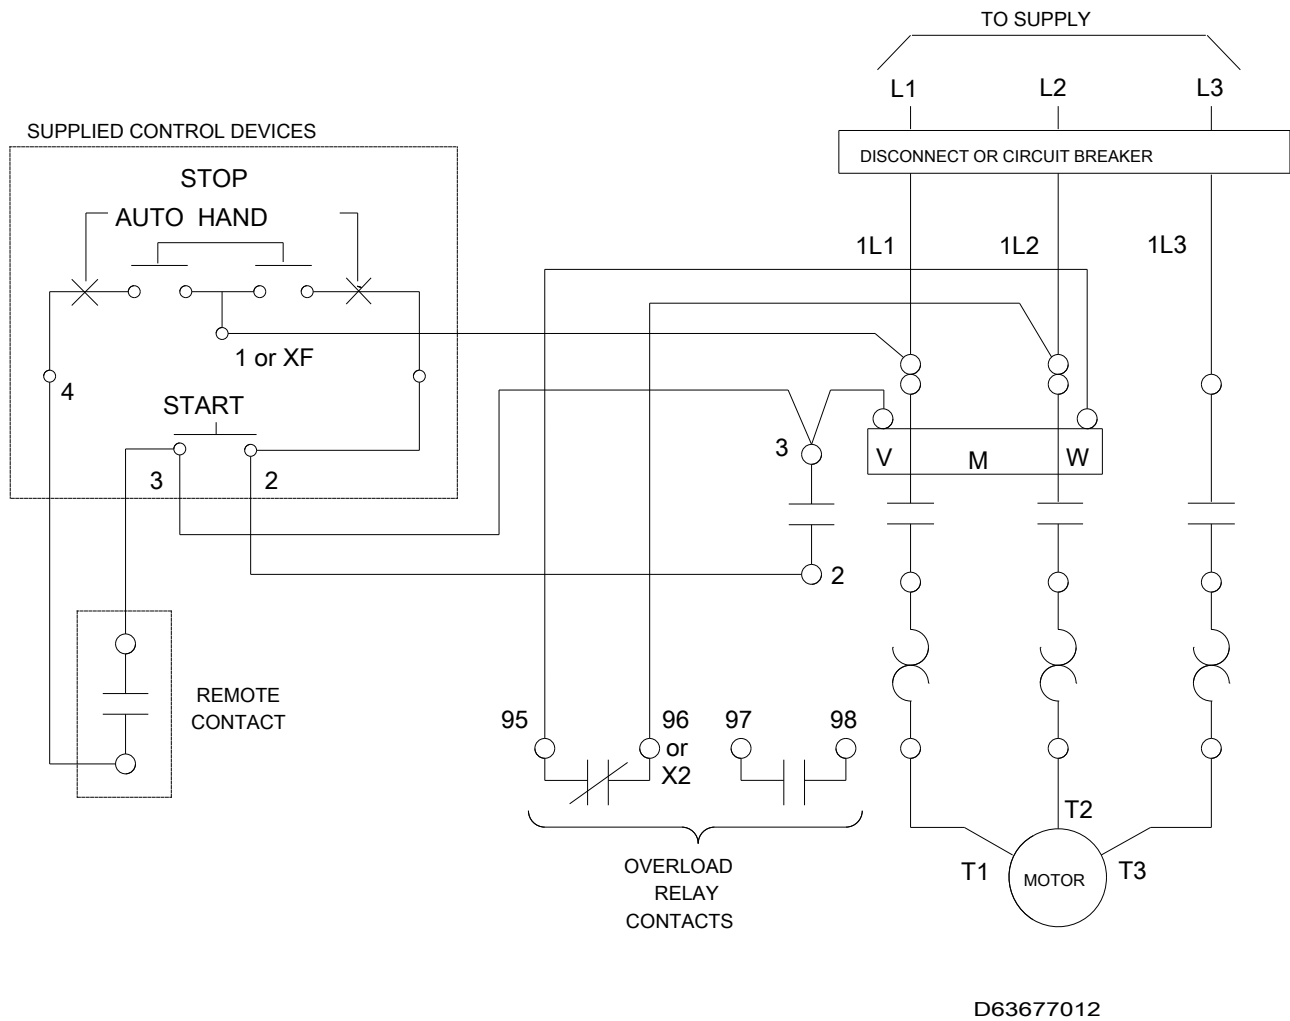 TO SUPPLY
L1 L2 L3
SUPPLIED CONTROL DEVICES
DISCONNECT OR CIRCUIT BREAKER
STOP
AUTO HAND
1L1 1L2 1L3
1 or XF
4
START
3 2
3
V M W
2
REMOTE
CONTACT
95 96 97 98
or
X2
T2
OVERLOAD
RELAY
CONTACTS
T1 MOTOR T3
D63677012